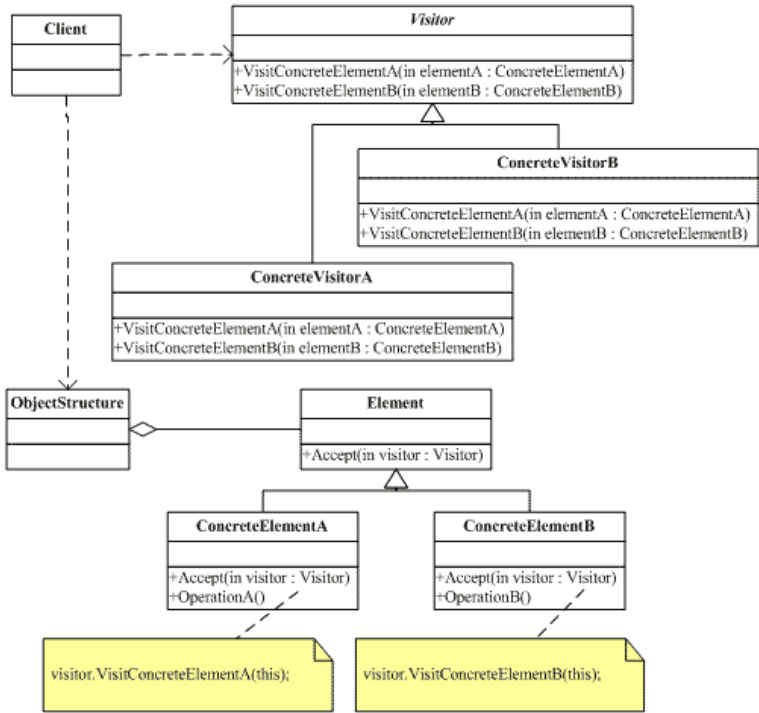 Client
Visitor
+VisitConcreteElementA(in elementA : ConcreteElementA)
+VisitConcreteElementB(in elementB : ConcreteElementB)
ConcreteVisitorB
+VisitConcreteElementA(in elementA : ConcreteElementA)
+VisitConcreteElementB(in elementB : ConcreteElementB)
ConcreteVisitorA
+VisitConcreteElementA(in elementA : ConcreteElementA)
+VisitConcreteElementB(in elementB : ConcreteElementB)
ObjectStructure
Element
+Accept(in visitor : Visitor)
ConcreteElementA
+Accept(in visitor : Visitor)
+OperationA()
ConcreteElementB
+Accept(in visitor : Visitor)
+OperationB()
visitor.VisitConcreteElementA(this);
visitor.VisitConcreteElementB(this);